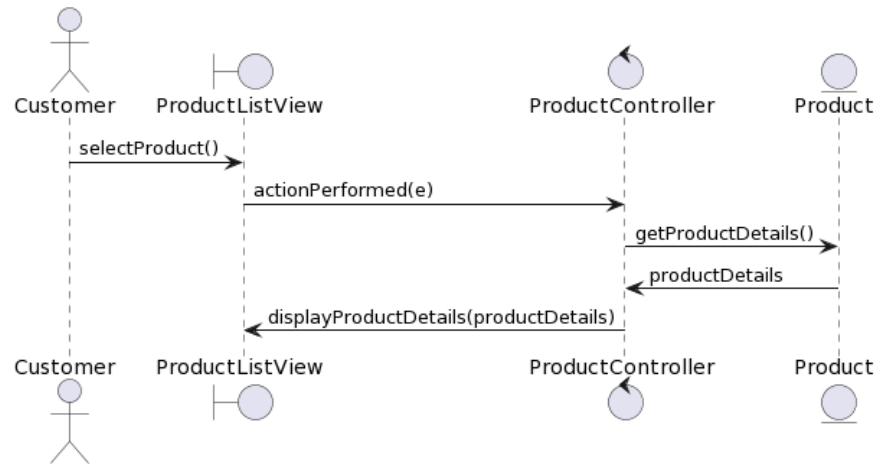 Customer
ProductListView
ProductController
Product
selectProduct()
actionPerformed(e)
getProductDetails()
productDetails
displayProductDetails(productDetails)
Customer
ProductListView
ProductController
Product